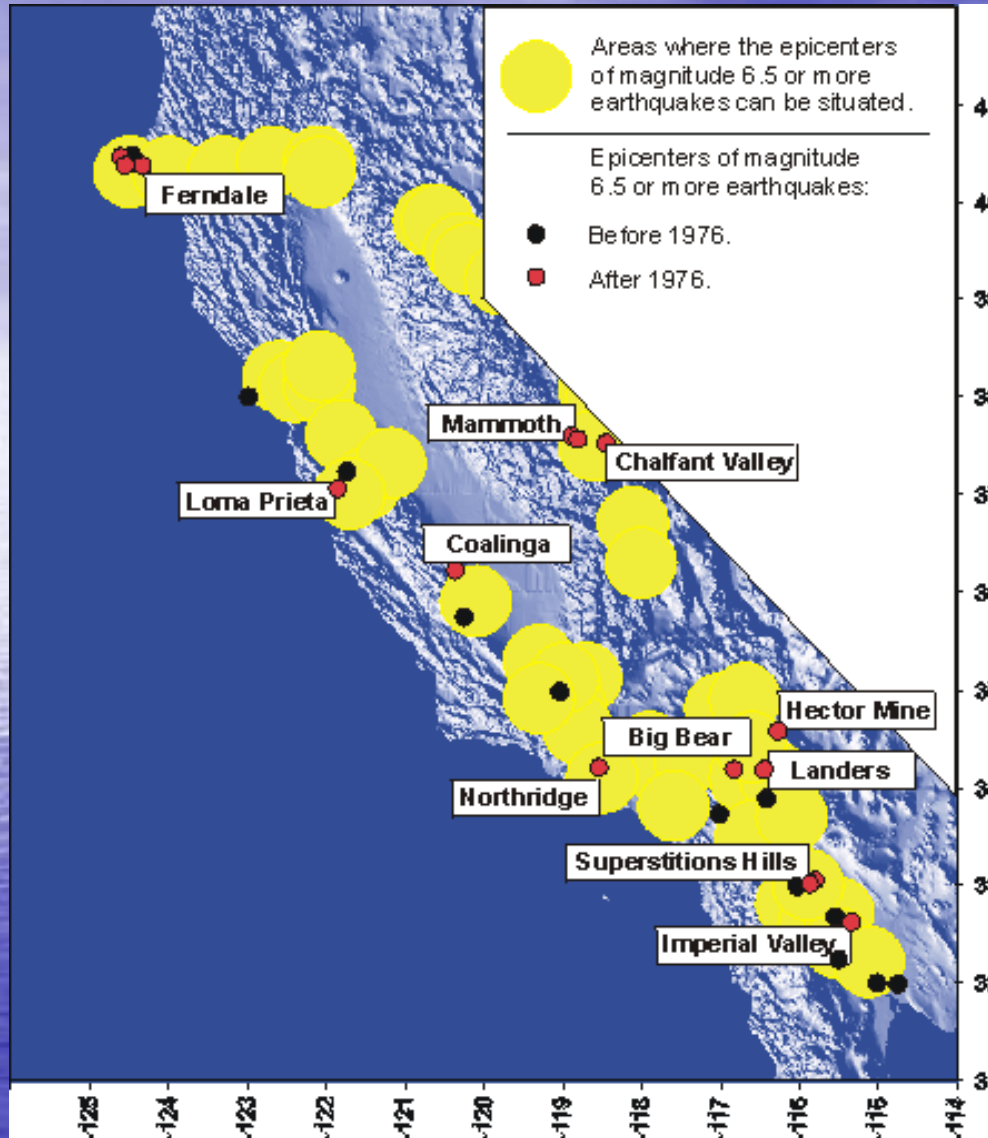 Areas where the epicenters
of magnitude 6.5 or more
earthquakes can be situated.
Epicenters of magnitude
6.5 or more earthquakes:
Before 1976.
After 1976.
Ferndale
Mammoth
Chalfant Valley
Loma Prieta
Coalinga
Hector Mine
Big Bear
Landers
Northridge
Superstitions Hills
Imperial Valley
-125
-124
-123
-122
-121
-120
-119
-118
-117
-116
-115
-114